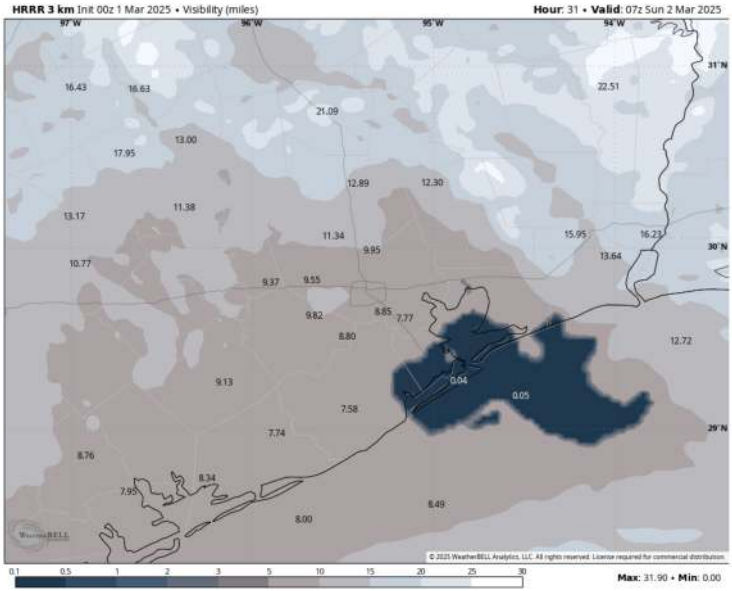 HRRR 3 km Init 00z 1 Mar 2025 • Visibility (miles) Hour: 31 • Valid: 07z Sun 2 Mar 2025
97°W 96°W 95°W 94°W
31°N
16.43 16.63 22.51
21.09
13.00
17.95
12.89 12.30
11.38
13.17
11.34 15.95 16.23
30°N
9.95
13.64
10.77
9.37 9.55
9.82 8.85 7.77
8.80 12.72
9.13 0.04
0.05
7.58
7.74 29°N
8.76
8.34
7.95
8.49
8.00
WeatherBELL
© 2025 WeatherBELL Analytics, LLC. All rights reserved. License required for commercial distribution.
0.1 0.5 1 2 3 5 10 15 20 25 30
Max: 31.90 • Min: 0.00